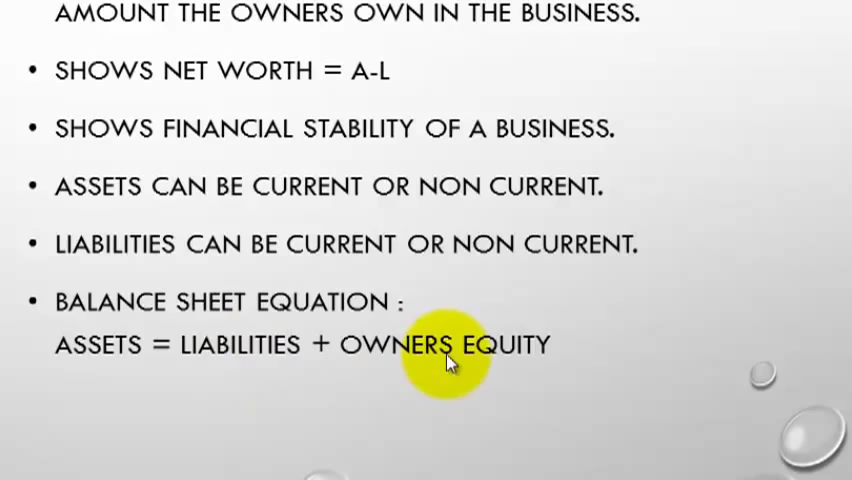 AMOUNT THE OWNERS OWN IN THE BUSINESS.
• SHOWS NET WORTH = A-L
• SHOWS FINANCIAL STABILITY OF A BUSINESS.
• ASSETS CAN BE CURRENT OR NON CURRENT.
• LIABILITIES CAN BE CURRENT OR NON CURRENT.
• BALANCE SHEET EQUATION :
ASSETS = LIABILITIES + OWNERS EQUITY